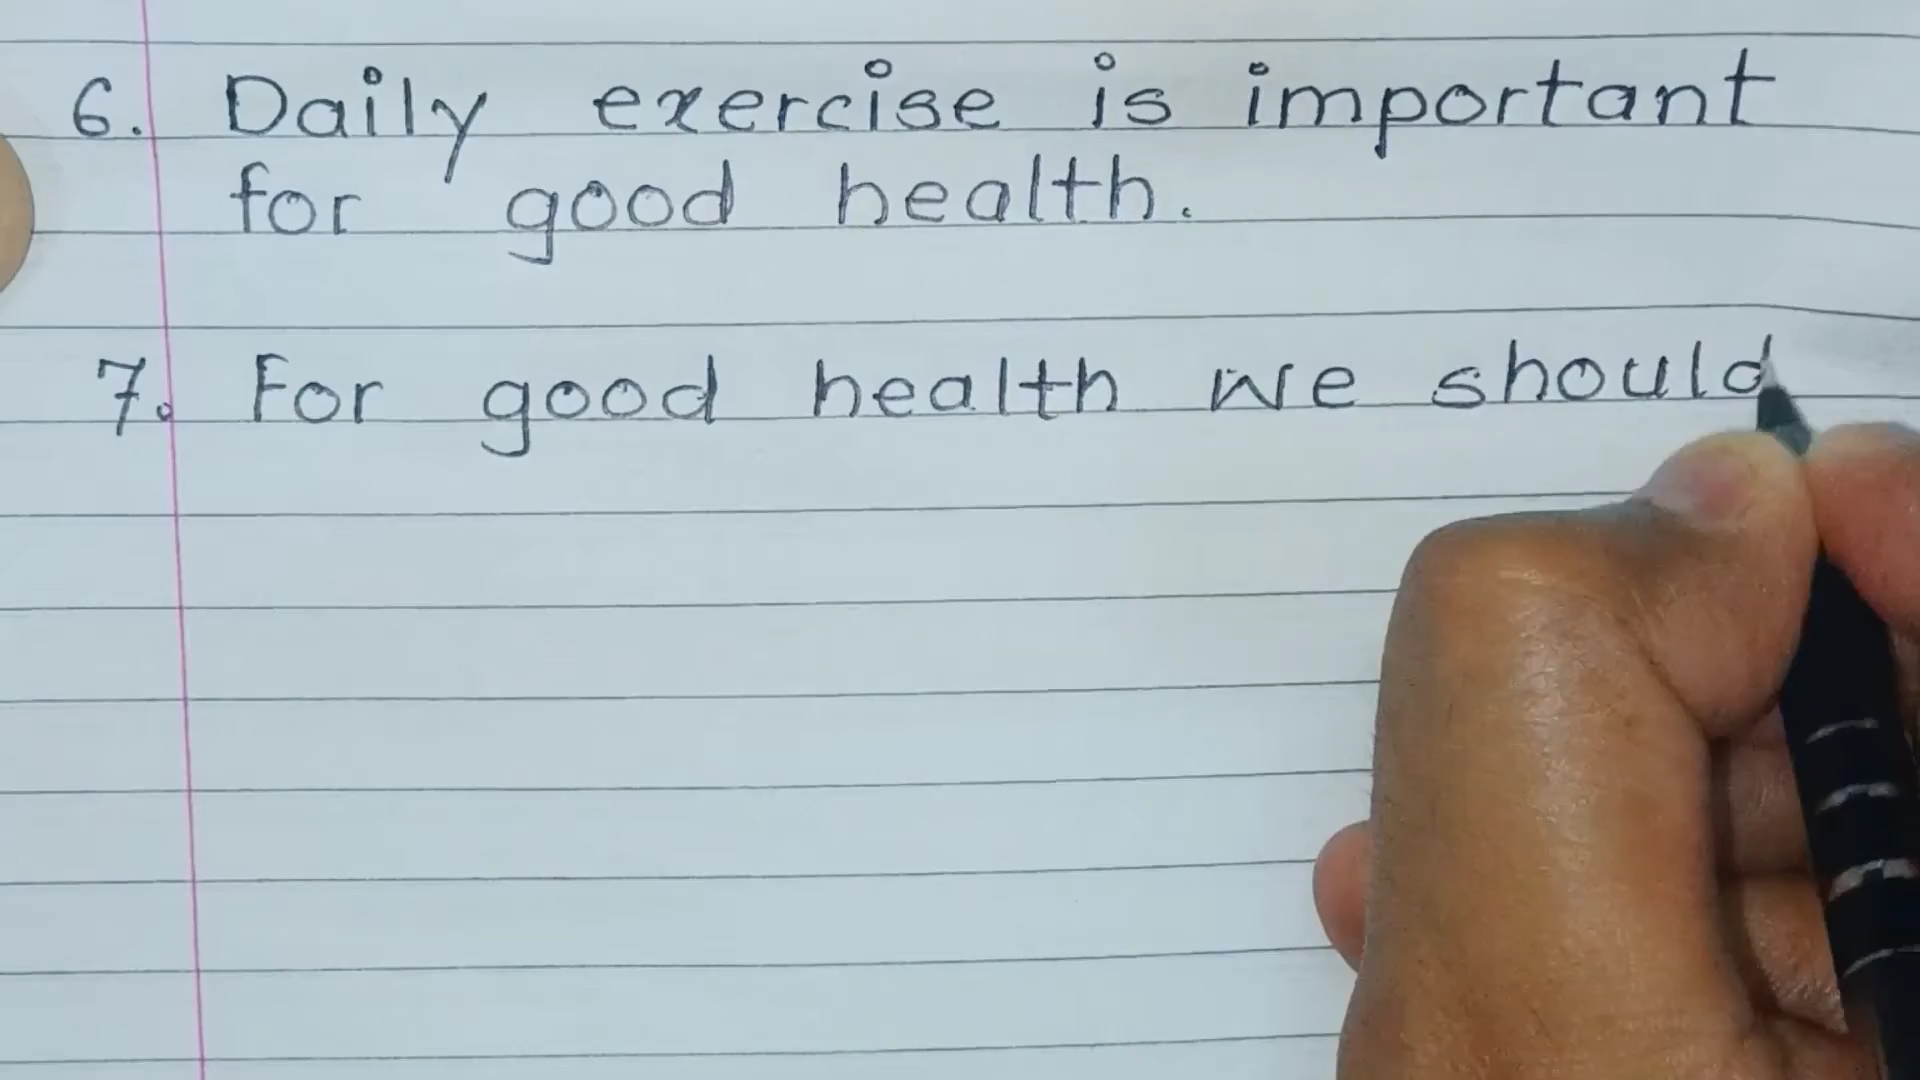 6. Daily exercise is important
for good health.
7. For good health we should